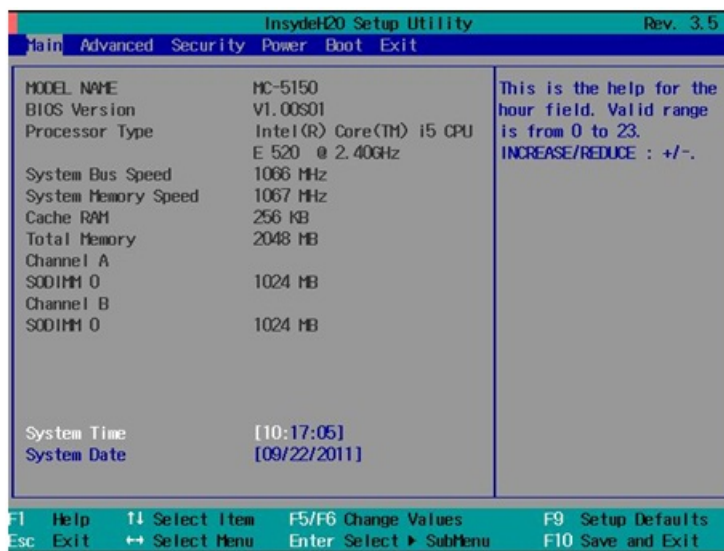 InsydeH20 Setup Utility Rev. 3.5
Main Advanced Security Power Boot Exit
MODEL NAME MC-5150
BIOS Version V1.00S01
Processor Type Intel(R) Core(TM) i5 CPU
E 520 @ 2.40GHz
System Bus Speed 1066 MHz
System Memory Speed 1067 MHz
Cache RAM 256 KB
Total Memory 2048 MB
Channel A
SODIMM 0 1024 MB
Channel B
SODIMM 0 1024 MB
System Time [10:17:05]
System Date [09/22/2011]
This is the help for the
hour field. Valid range
is from 0 to 23.
INCREASE/REDUCE : +/-.
F1 Help ↑↓ Select Item F5/F6 Change Values F9 Setup Defaults
Esc Exit ↔ Select Menu Enter Select ▶ SubMenu F10 Save and Exit